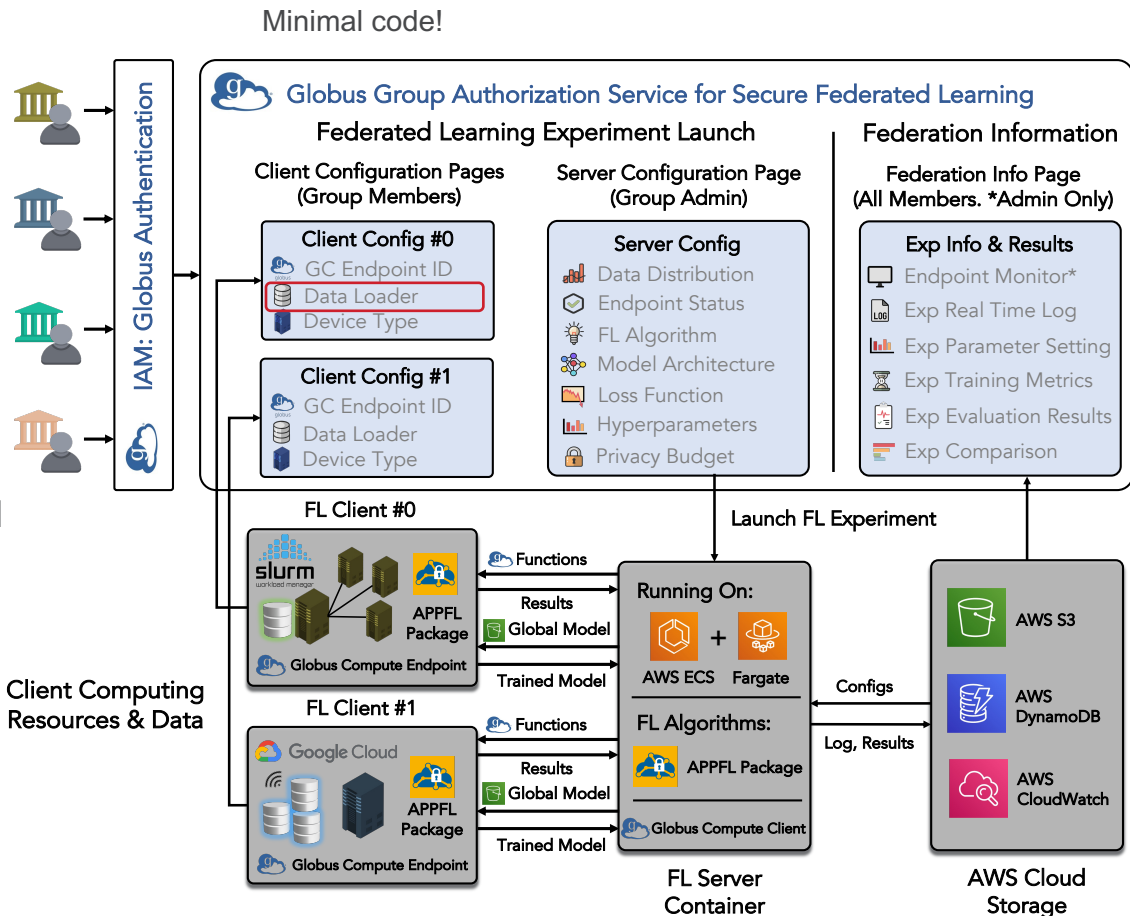 Minimal code!
IAM: Globus Authentication
g
g
Globus Group Authorization Service for Secure Federated Learning
Federated Learning Experiment Launch
Federation Information
Client Configuration Pages
(Group Members)
Server Configuration Page
(Group Admin)
Federation Info Page
(All Members. *Admin Only)
Client Config #0
globus
GC Endpoint ID
Data Loader
Device Type
Client Config #1
globus
GC Endpoint ID
Data Loader
Device Type
Server Config
Data Distribution
Endpoint Status
FL Algorithm
Model Architecture
Loss Function
Hyperparameters
Privacy Budget
Exp Info & Results
Endpoint Monitor*
LOG
Exp Real Time Log
Exp Parameter Setting
Exp Training Metrics
Exp Evaluation Results
Exp Comparison
Launch FL Experiment
Client Computing
Resources & Data
FL Client #0
slurm
workload manager
APPFL
Package
g
Globus Compute Endpoint
g
Functions
Results
Global Model
Trained Model
FL Client #1
Google Cloud
APPFL
Package
g
Globus Compute Endpoint
g
Functions
Results
Global Model
Trained Model
Running On:
+
AWS ECS
Fargate
FL Algorithms:
APPFL Package
g
Globus Compute Client
FL Server
Container
Configs
Log, Results
AWS S3
AWS
DynamoDB
AWS
CloudWatch
AWS Cloud
Storage